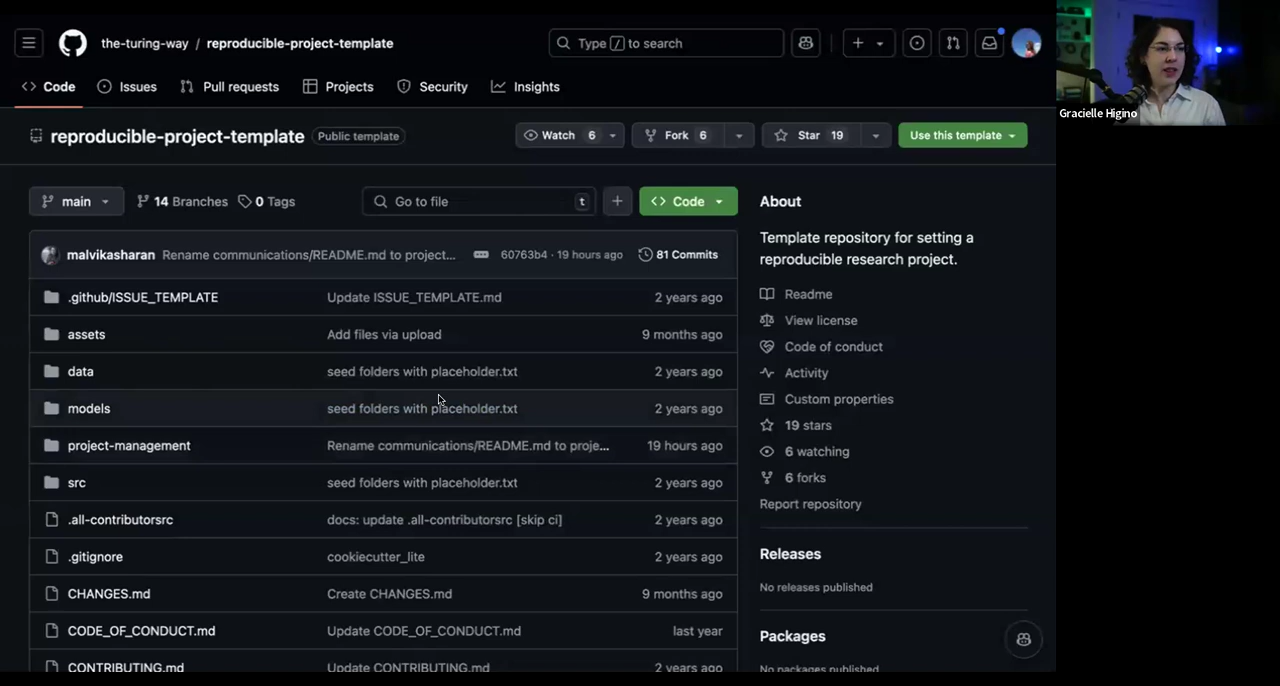 the-turing-way / reproducible-project-template
Type / to search
Code Issues Pull requests Projects Security Insights
reproducible-project-template Public template
Watch 6 Fork 6 Star 19 Use this template
main 14 Branches 0 Tags Go to file t + Code
malvikasharan Rename communications/README.md to project... 60763b4 · 19 hours ago 81 Commits
.github/ISSUE_TEMPLATE Update ISSUE_TEMPLATE.md 2 years ago
assets Add files via upload 9 months ago
data seed folders with placeholder.txt 2 years ago
models seed folders with placeholder.txt 2 years ago
project-management Rename communications/README.md to proje... 19 hours ago
src seed folders with placeholder.txt 2 years ago
.all-contributorsrc docs: update .all-contributorsrc [skip ci] 2 years ago
.gitignore cookiecutter_lite 2 years ago
CHANGES.md Create CHANGES.md 9 months ago
CODE_OF_CONDUCT.md Update CODE_OF_CONDUCT.md last year
CONTRIBUTING.md Update CONTRIBUTING.md 2 years ago
About
Template repository for setting a
reproducible research project.
Readme
View license
Code of conduct
Activity
Custom properties
19 stars
6 watching
6 forks
Report repository
Releases
No releases published
Packages
No packages published
Gracielle Higino